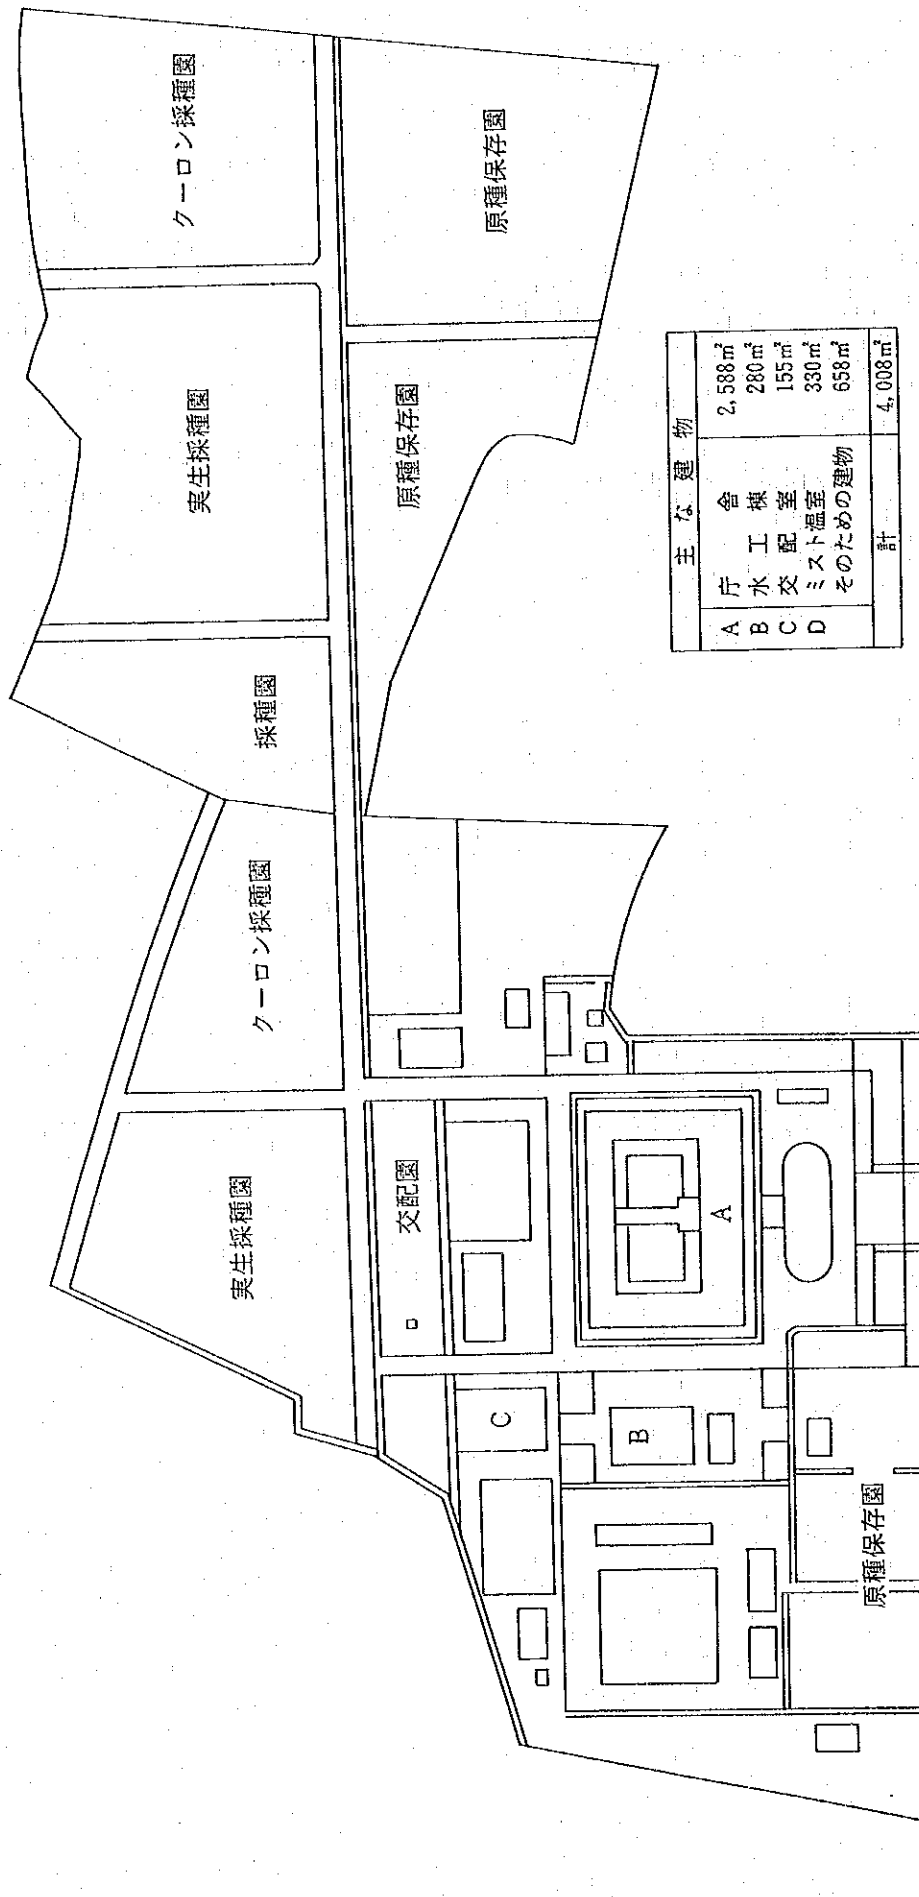 クーロン採種園
原種保存園
実生採種園
原種保存園
採種園
クーロン採種園
実生採種園
交配園
A
C
B
原種保存園
主な建物
A 庁舎 2,588㎡
B 水工棟 280㎡
C 交配室 155㎡
D ミスト温室 330㎡
そのための建物 658㎡
計 4,008㎡